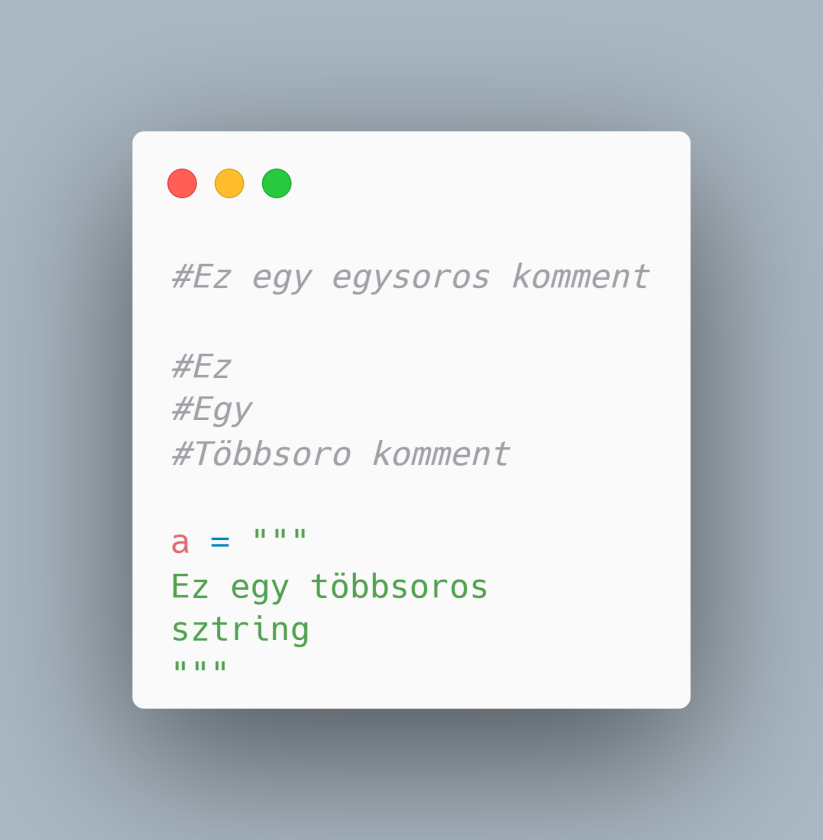 #Ez egy egysoros komment
#Ez
#Egy
#Többsoro komment
a = """
Ez egy többsoros
sztring
"""